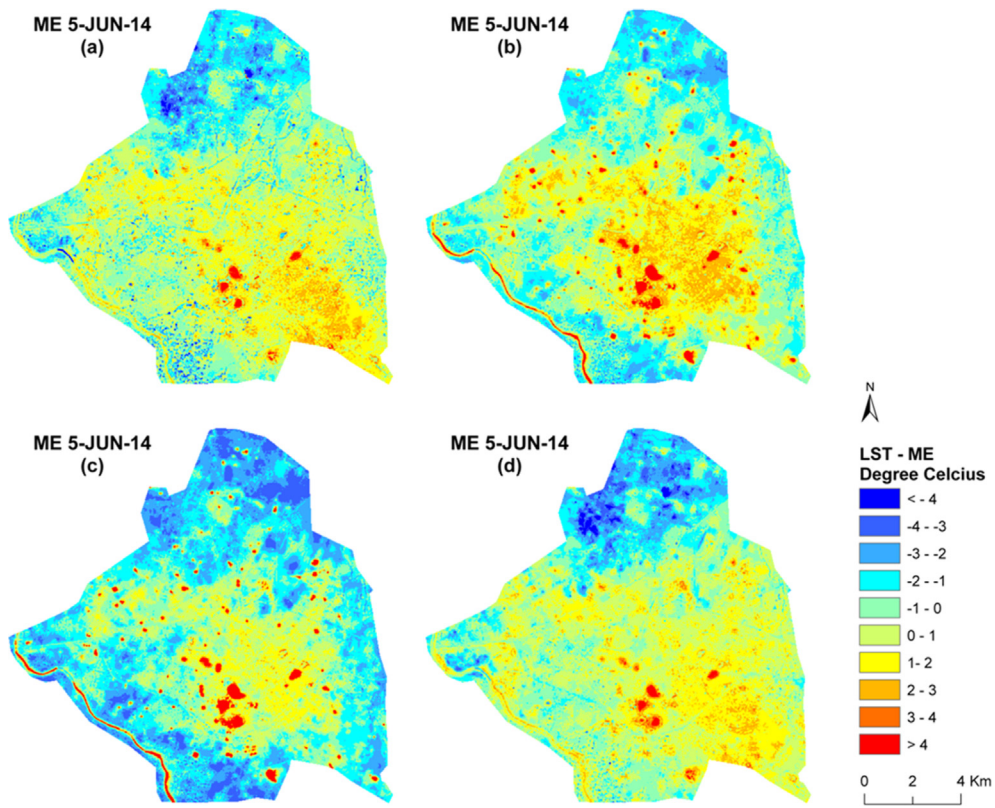 ME 5-JUN-14
(a)
ME 5-JUN-14
(b)
ME 5-JUN-14
(c)
ME 5-JUN-14
(d)
N
LST - ME
Degree Celcius
< - 4
-4 - -3
-3 - -2
-2 - -1
-1 - 0
0 - 1
1- 2
2 - 3
3 - 4
> 4
0 2 4 Km